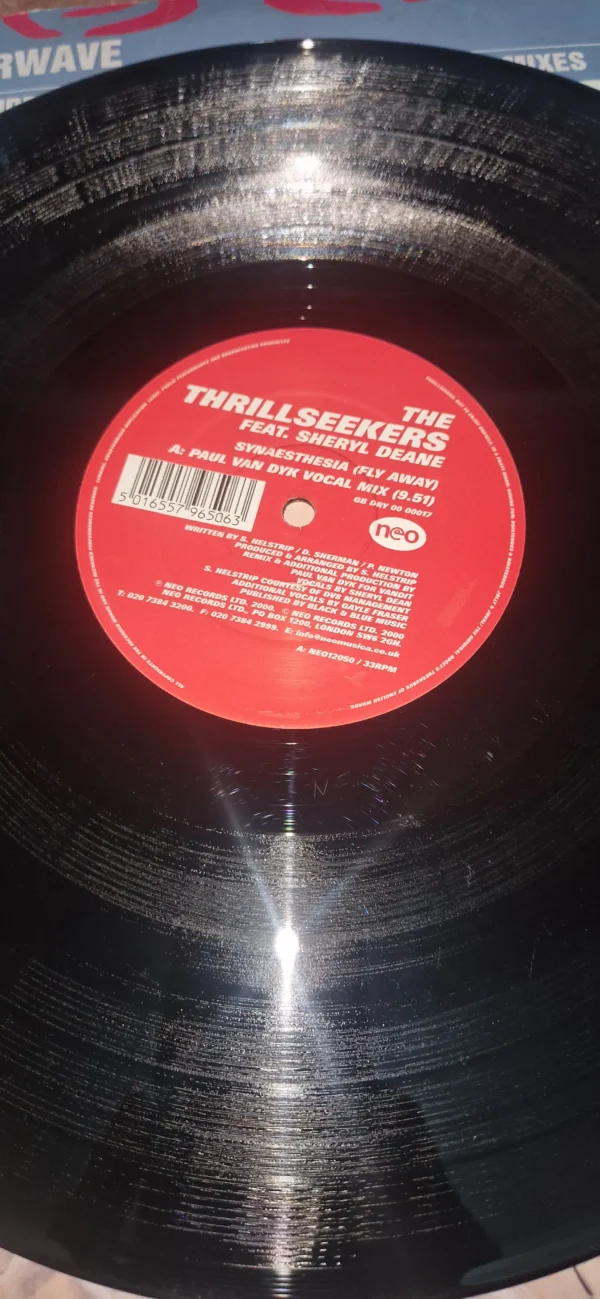 RWAVE
MIXES
THE
THRILLSEEKERS
FEAT. SHERYL DEANE
SYNAESTHESIA (FLY AWAY)
A: PAUL VAN DYK VOCAL MIX (9.51)
GB DRY 00 00017
5 016557 965063
neo
WRITTEN BY S. HELSTRIP / D. SHERMAN / P. NEWTON
PRODUCED & ARRANGED BY S. HELSTRIP
REMIX & ADDITIONAL PRODUCTION BY
PAUL VAN DYK FOR VANDIT
VOCALS BY SHERYL DEAN
S. HELSTRIP COURTESY OF DVB MANAGEMENT
ADDITIONAL VOCALS BY GAYLE FRASER
PUBLISHED BY BLACK & BLUE MUSIC
℗ NEO RECORDS LTD. 2000. © NEO RECORDS LTD. 2000
NEO RECORDS LTD., PO BOX 1200, LONDON SW6 2GH.
T: 020 7384 3200. F: 020 7384 2999. E: info@neomusica.co.uk
A: NEO12050 / 33RPM